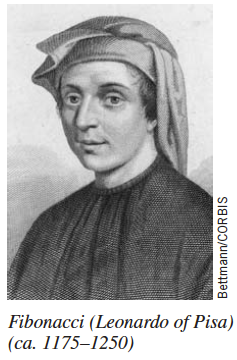 Bettmann/CORBIS
Fibonacci (Leonardo of Pisa)
(ca. 1175–1250)